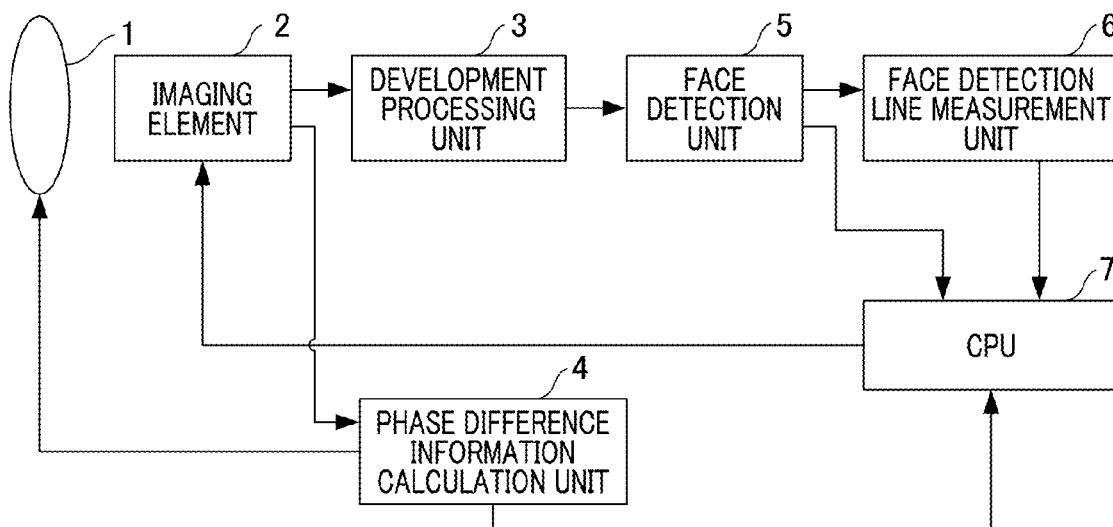 1
2
3
5
6
IMAGING
ELEMENT
DEVELOPMENT
PROCESSING
UNIT
FACE
DETECTION
UNIT
FACE DETECTION
LINE MEASUREMENT
UNIT
7
CPU
4
PHASE DIFFERENCE
INFORMATION
CALCULATION UNIT